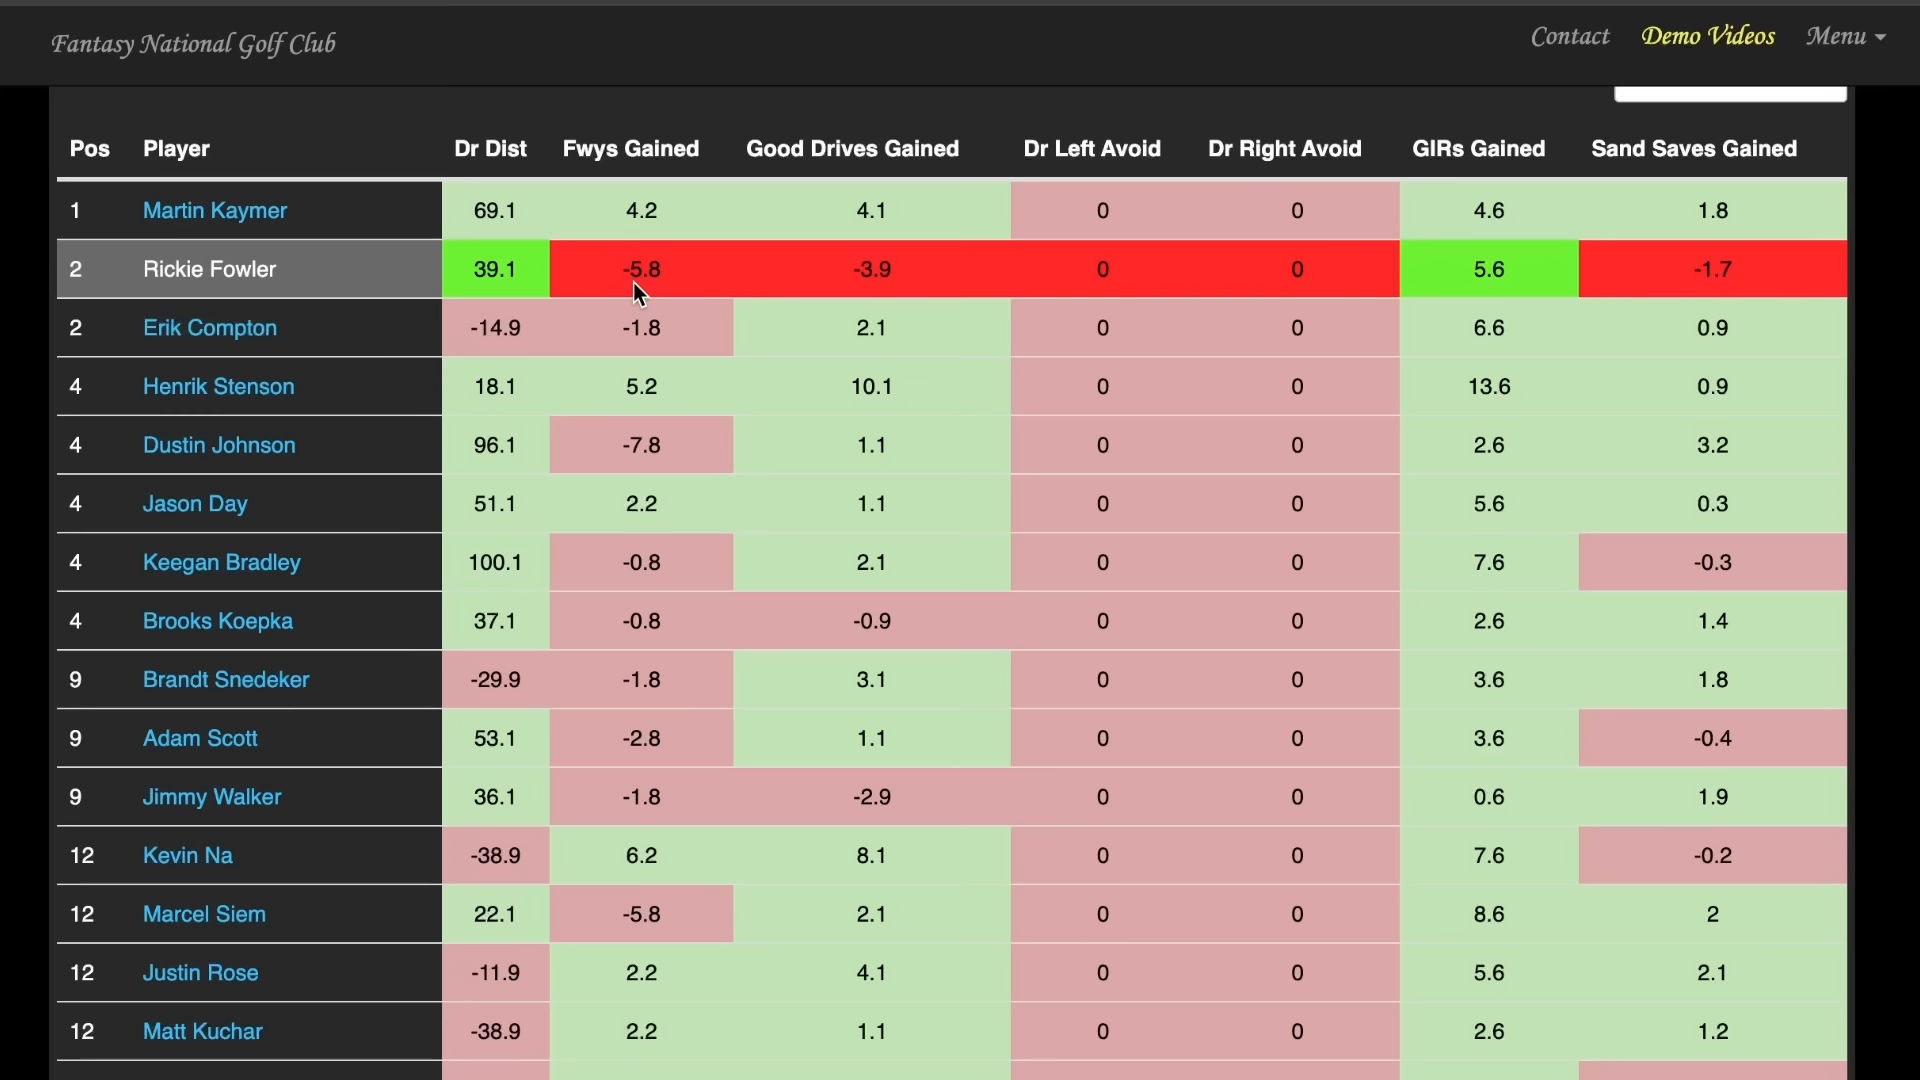 Fantasy National Golf Club Contact Demo Videos Menu
Pos Player Dr Dist Fwys Gained Good Drives Gained Dr Left Avoid Dr Right Avoid GIRs Gained Sand Saves Gained
1 Martin Kaymer 69.1 4.2 4.1 0 0 4.6 1.8
2 Rickie Fowler 39.1 -5.8 -3.9 0 0 5.6 -1.7
2 Erik Compton -14.9 -1.8 2.1 0 0 6.6 0.9
4 Henrik Stenson 18.1 5.2 10.1 0 0 13.6 0.9
4 Dustin Johnson 96.1 -7.8 1.1 0 0 2.6 3.2
4 Jason Day 51.1 2.2 1.1 0 0 5.6 0.3
4 Keegan Bradley 100.1 -0.8 2.1 0 0 7.6 -0.3
4 Brooks Koepka 37.1 -0.8 -0.9 0 0 2.6 1.4
9 Brandt Snedeker -29.9 -1.8 3.1 0 0 3.6 1.8
9 Adam Scott 53.1 -2.8 1.1 0 0 3.6 -0.4
9 Jimmy Walker 36.1 -1.8 -2.9 0 0 0.6 1.9
12 Kevin Na -38.9 6.2 8.1 0 0 7.6 -0.2
12 Marcel Siem 22.1 -5.8 2.1 0 0 8.6 2
12 Justin Rose -11.9 2.2 4.1 0 0 5.6 2.1
12 Matt Kuchar -38.9 2.2 1.1 0 0 2.6 1.2